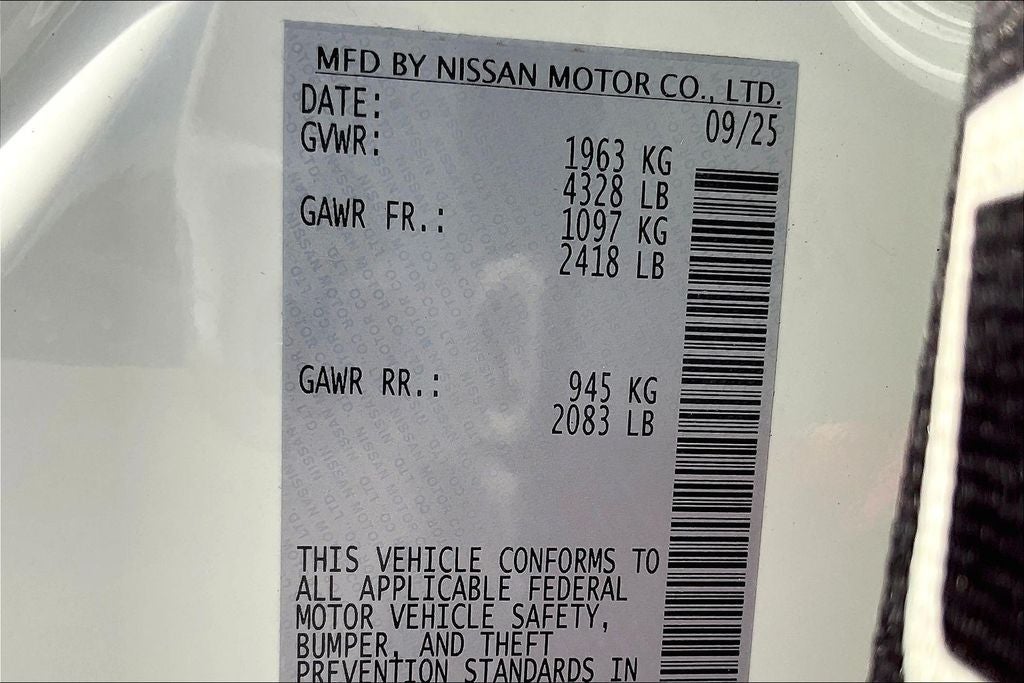 MFD BY NISSAN MOTOR CO., LTD.
DATE: 09/25
GVWR: 1963 KG
4328 LB
GAWR FR.: 1097 KG
2418 LB
GAWR RR.: 945 KG
2083 LB
THIS VEHICLE CONFORMS TO
ALL APPLICABLE FEDERAL
MOTOR VEHICLE SAFETY,
BUMPER, AND THEFT
PREVENTION STANDARDS IN